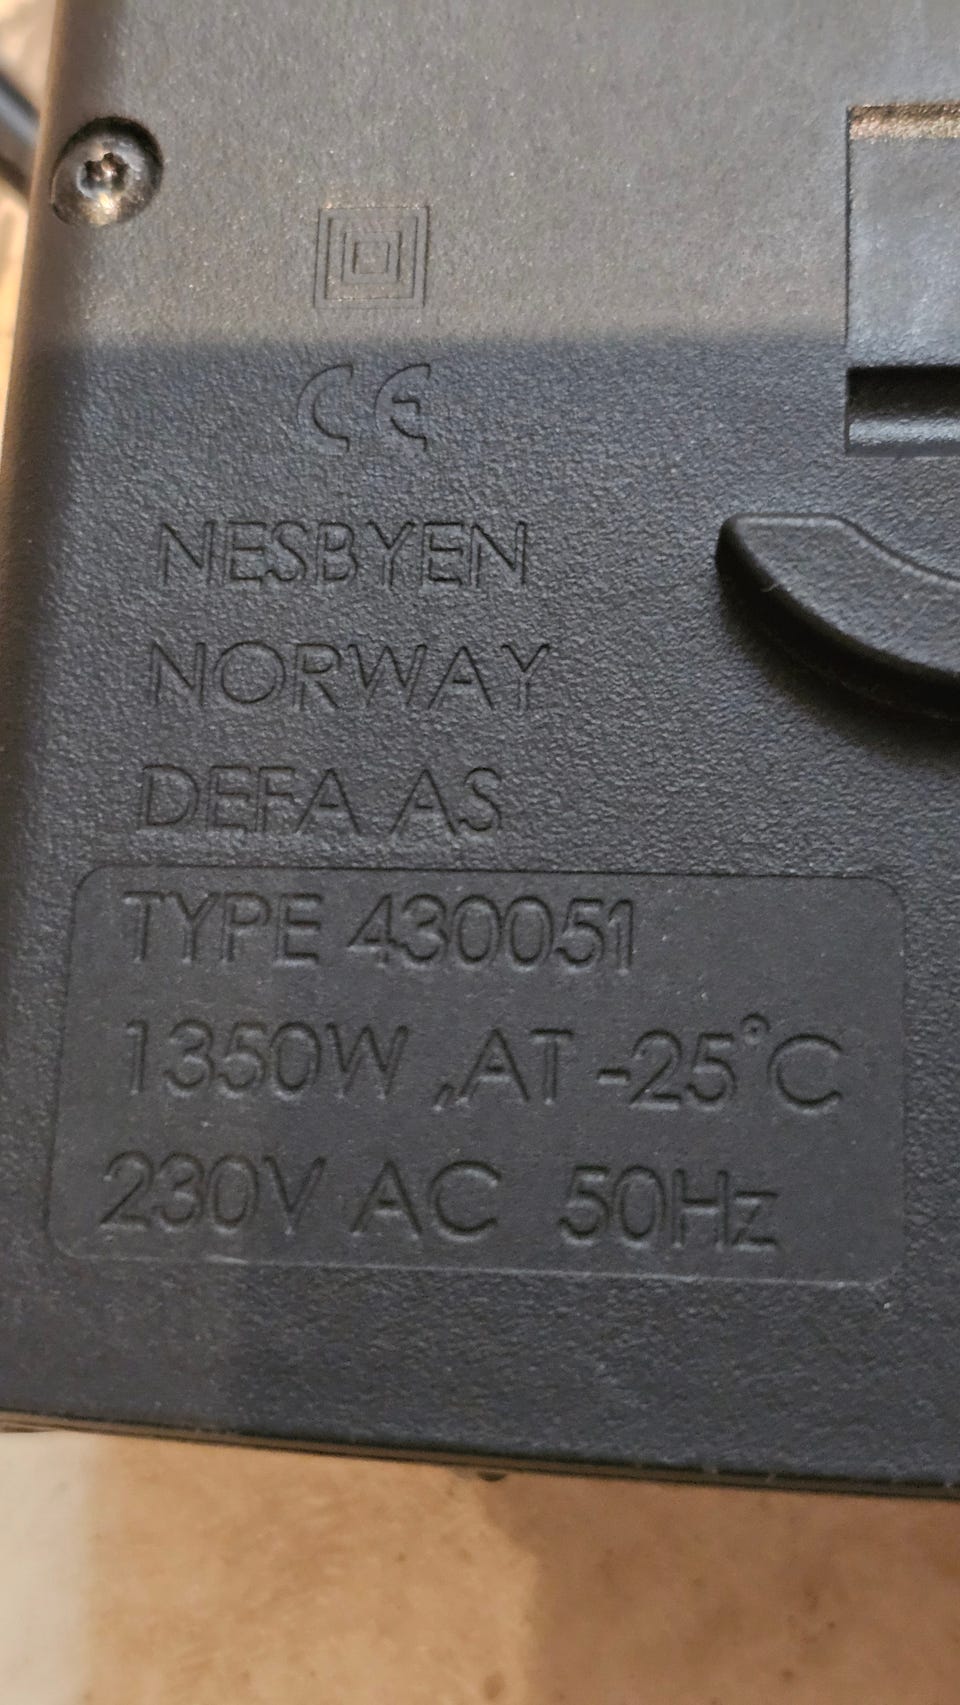 CE
NESBYEN
NORWAY
DEFA AS
TYPE 430051
1350W ,AT -25°C
230V AC 50Hz